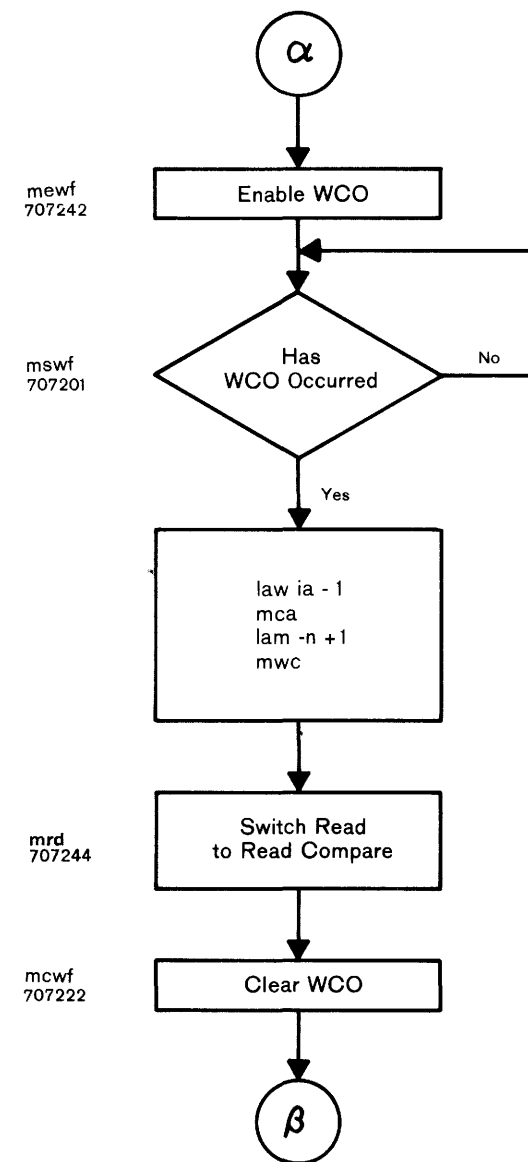 α
mewf
707242
Enable WCO
mswf
707201
Has
WCO Occurred
No
Yes
law ia - 1
mca
lam -n +1
mwc
mrd
707244
Switch Read
to Read Compare
mcwf
707222
Clear WCO
β